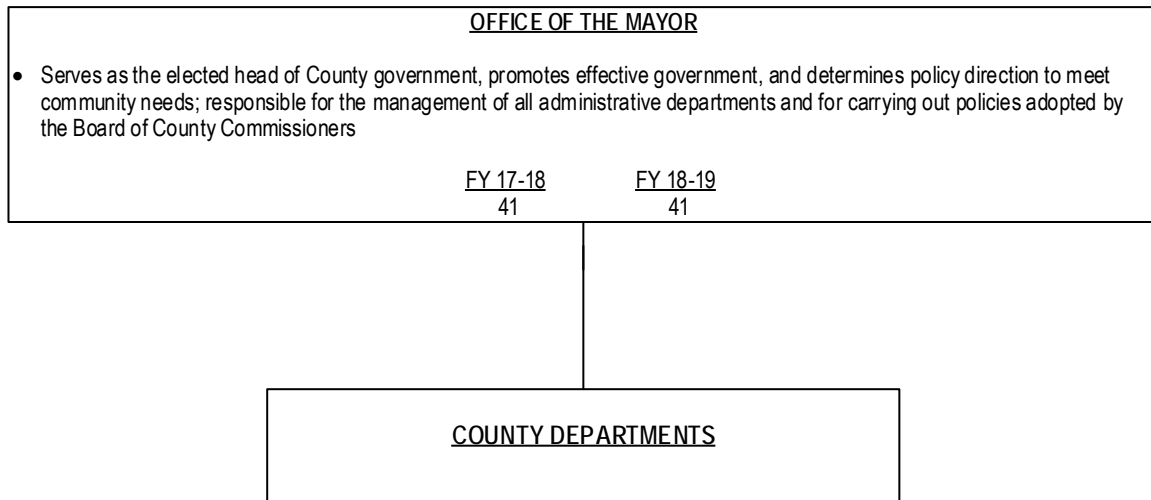 OFFICE OF THE MAYOR
• Serves as the elected head of County government, promotes effective government, and determines policy direction to meet
community needs; responsible for the management of all administrative departments and for carrying out policies adopted by
the Board of County Commissioners
FY 17-18 FY 18-19
41 41
COUNTY DEPARTMENTS